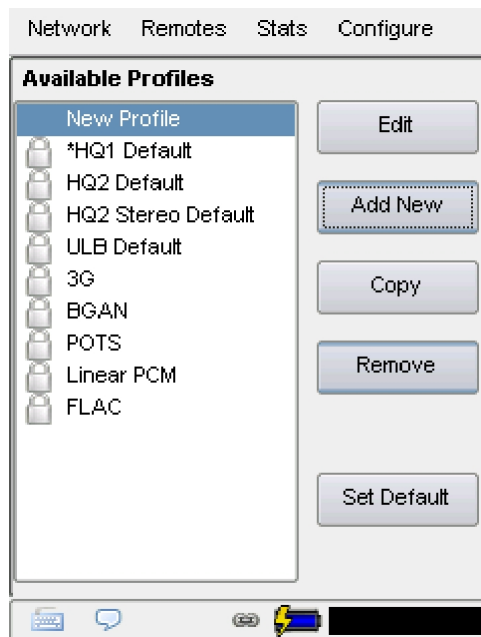 Network Remotes Stats Configure
Available Profiles
New Profile
*HQ1 Default
HQ2 Default
HQ2 Stereo Default
ULB Default
3G
BGAN
POTS
Linear PCM
FLAC
Edit
Add New
Copy
Remove
Set Default